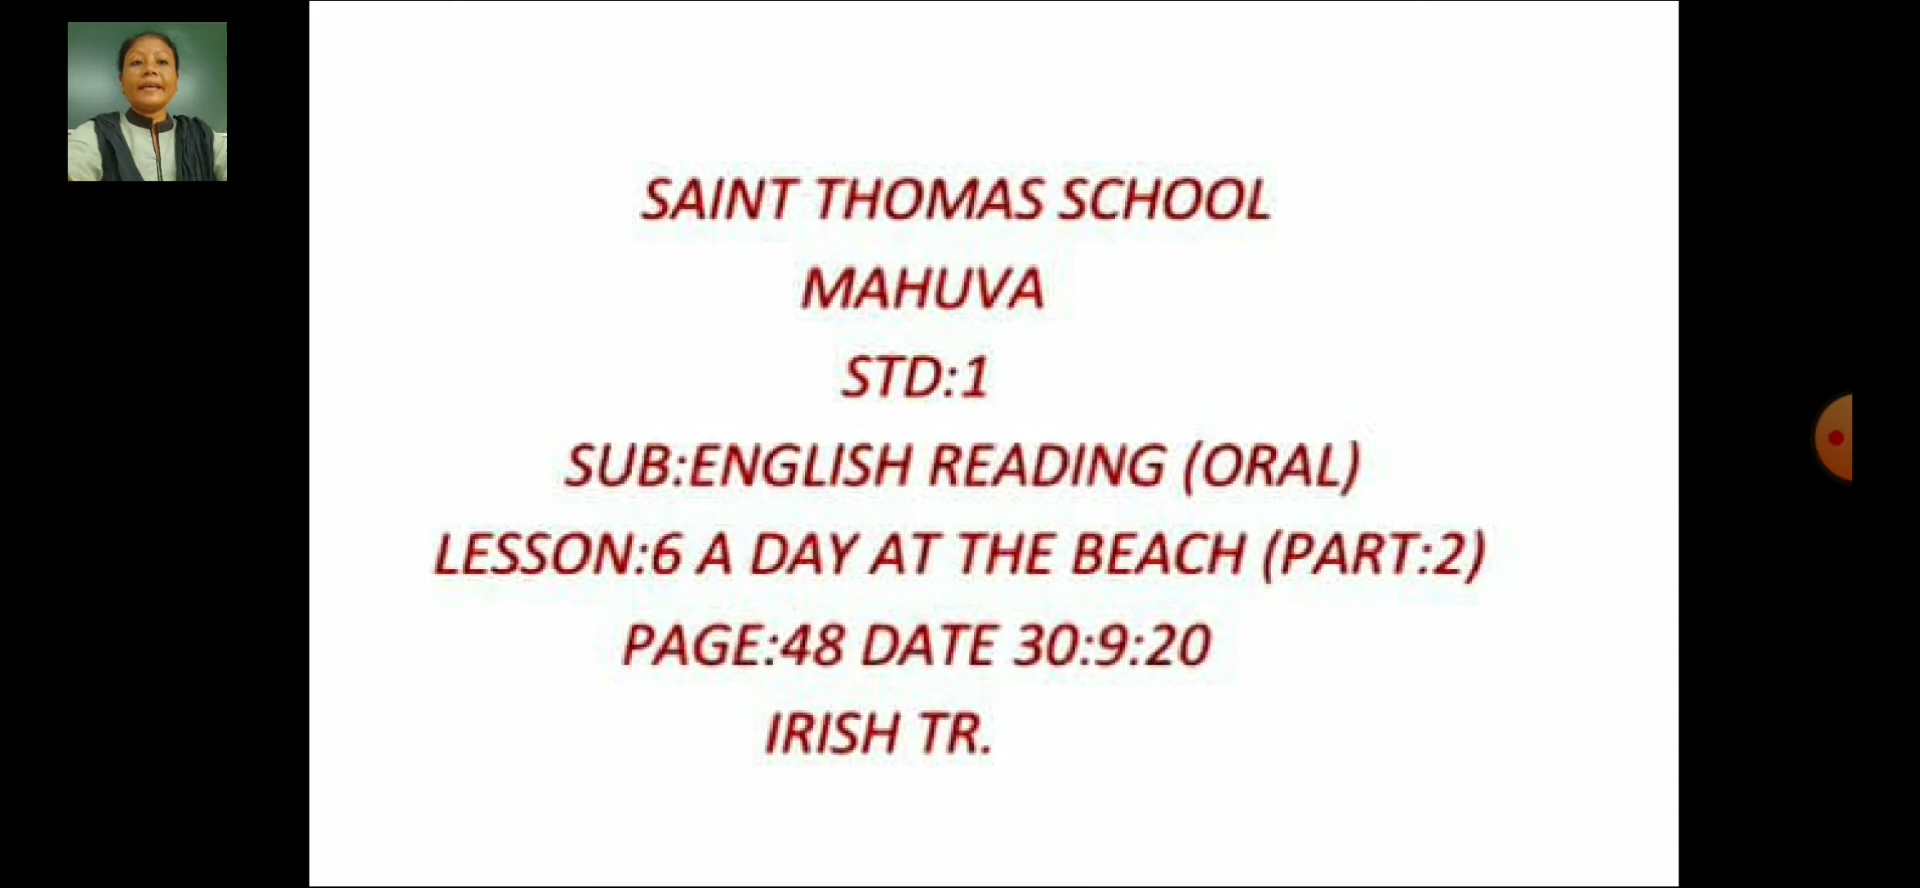 SAINT THOMAS SCHOOL
MAHUVA
STD:1
SUB:ENGLISH READING (ORAL)
LESSON:6 A DAY AT THE BEACH (PART:2)
PAGE:48 DATE 30:9:20
IRISH TR.